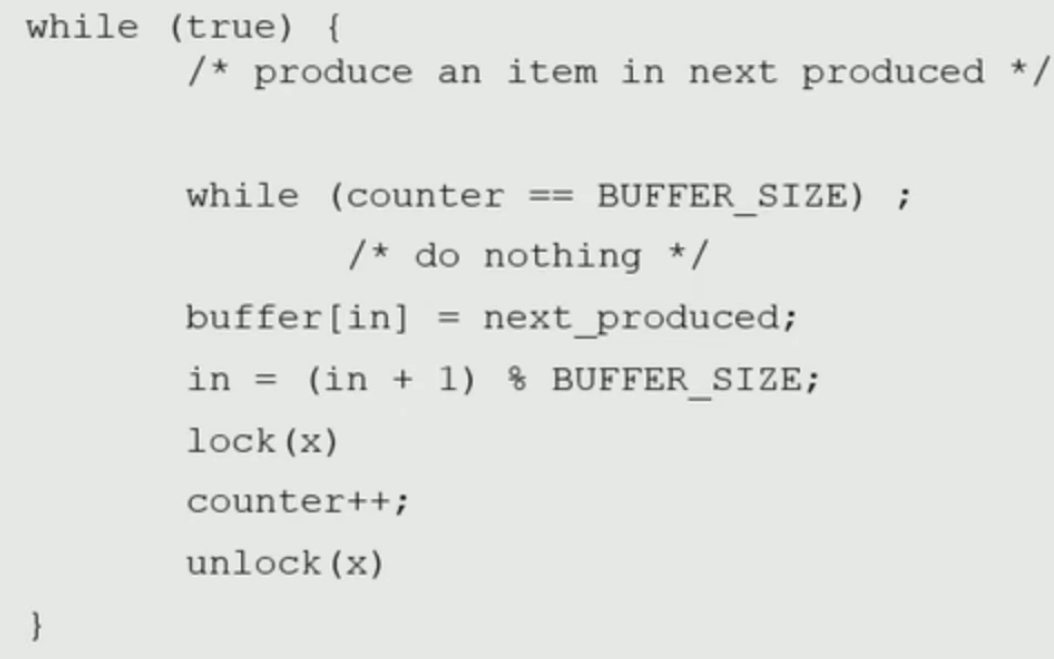 while (true) {
/* produce an item in next produced */
while (counter == BUFFER_SIZE) ;
/* do nothing */
buffer[in] = next_produced;
in = (in + 1) % BUFFER_SIZE;
lock(x)
counter++;
unlock(x)
}